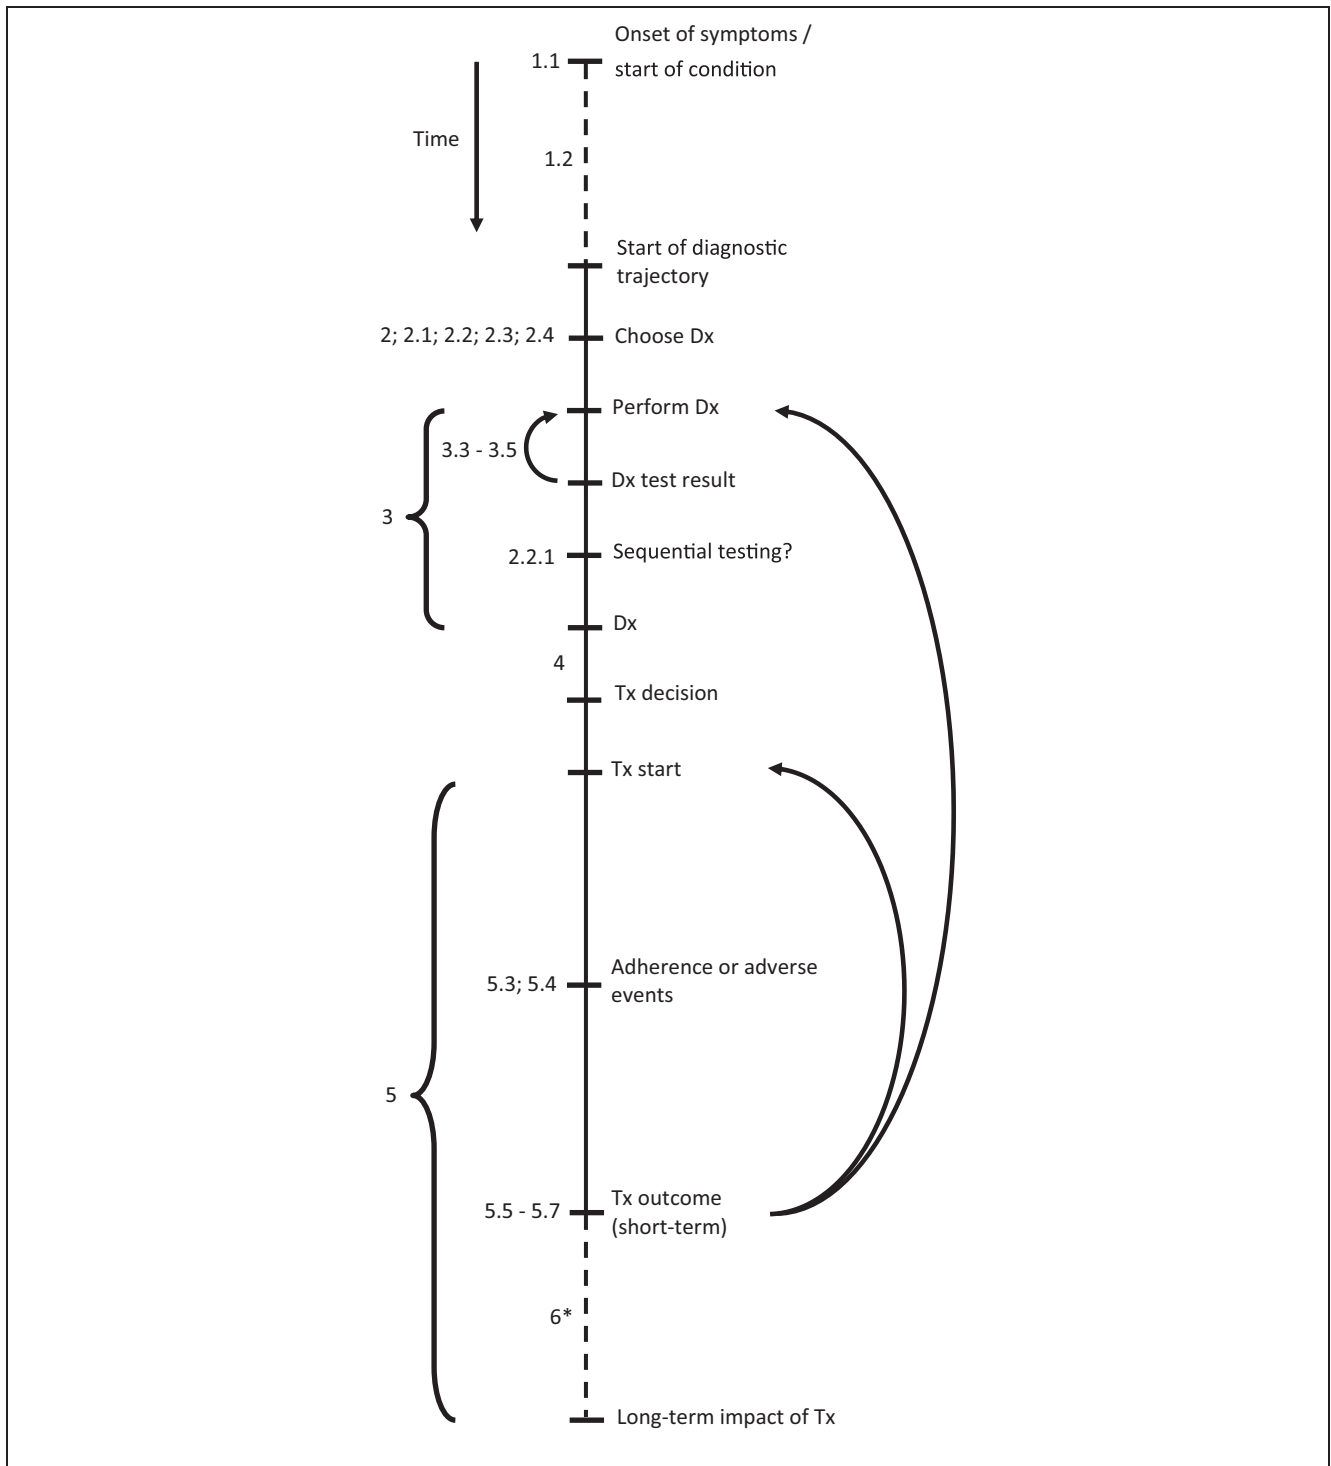 Onset of symptoms /
1.1
start of condition
Time
1.2
Start of diagnostic
trajectory
2; 2.1; 2.2; 2.3; 2.4
Choose Dx
Perform Dx
3.3 - 3.5
Dx test result
3
2.2.1
Sequential testing?
Dx
4
Tx decision
Tx start
Adherence or adverse
5.3; 5.4
events
5
Tx outcome
5.5 - 5.7
(short-term)
6*
Long-term impact of Tx